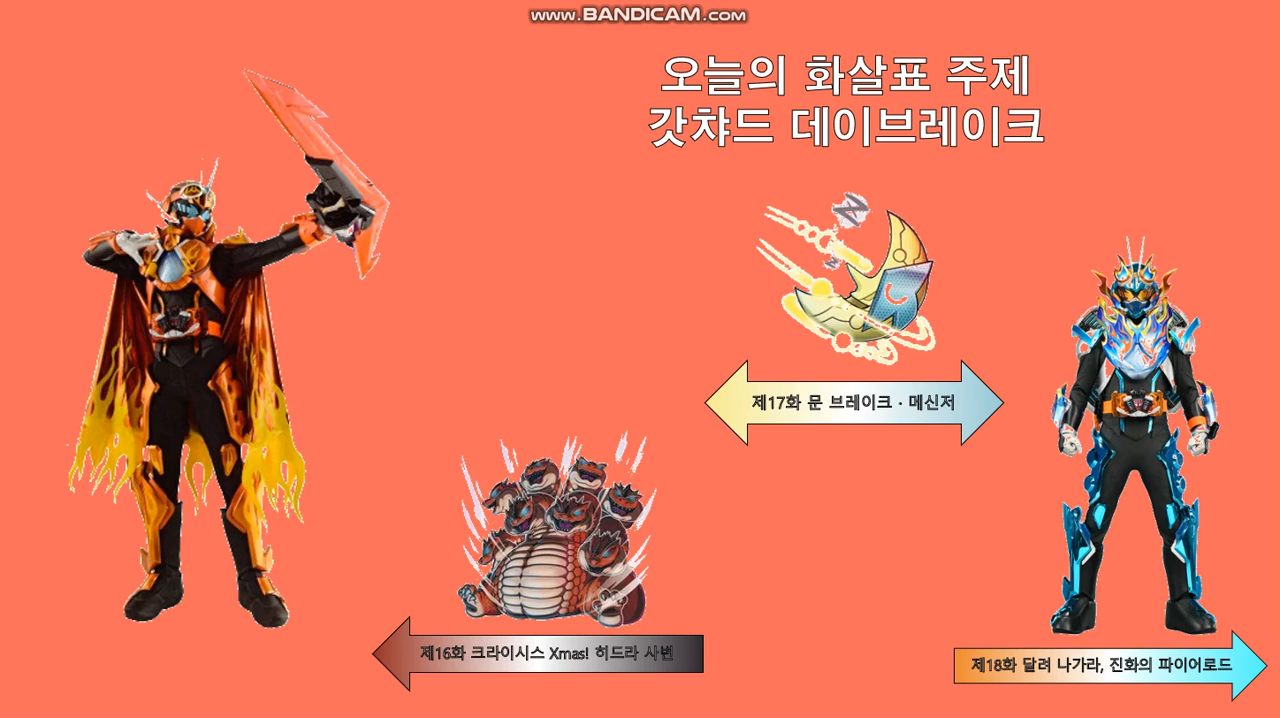 www.BANDICAM.com
오늘의 화살표 주제
갓챠드 데이브레이크
제17화 문 브레이크 · 메신저
제16화 크라이시스 Xmas! 히드라 사변
제18화 달려 나가라, 진화의 파이어로드